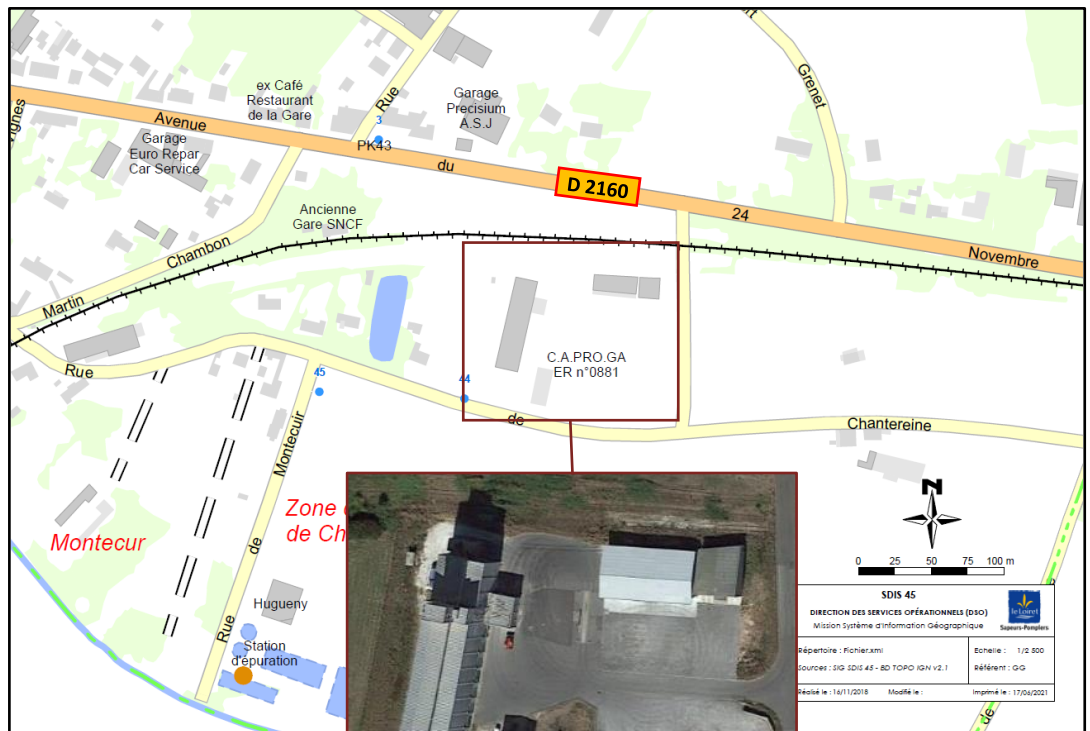 Vignes
Avenue
ex Café
Restaurant
de la Gare
Rue
3
PK43
Garage
Precisium
A.S.J
Grenet
Garage
Euro Repar
Car Service
du
D 2160
24
Novembre
Ancienne
Gare SNCF
Chambon
Martin
Rue
45
44
C.A.PRO.GA
ER n°0881
de
Chantereine
Montecuir
de
Rue
Zone
de Ch
Montecur
Hugueny
Station
d'epuration
N
0 25 50 75 100 m
de
SDIS 45
DIRECTION DES SERVICES OPÉRATIONNELS (DSO)
Mission Système d'Information Géographique
le Loiret
Sapeurs-Pompiers
Répertoire : Fichier.xml
Echelle : 1/2 500
Sources : SIG SDIS 45 - BD TOPO IGN v2.1
Référent : GG
Réalisé le : 16/11/2018 Modifié le : Imprimé le : 17/06/2021